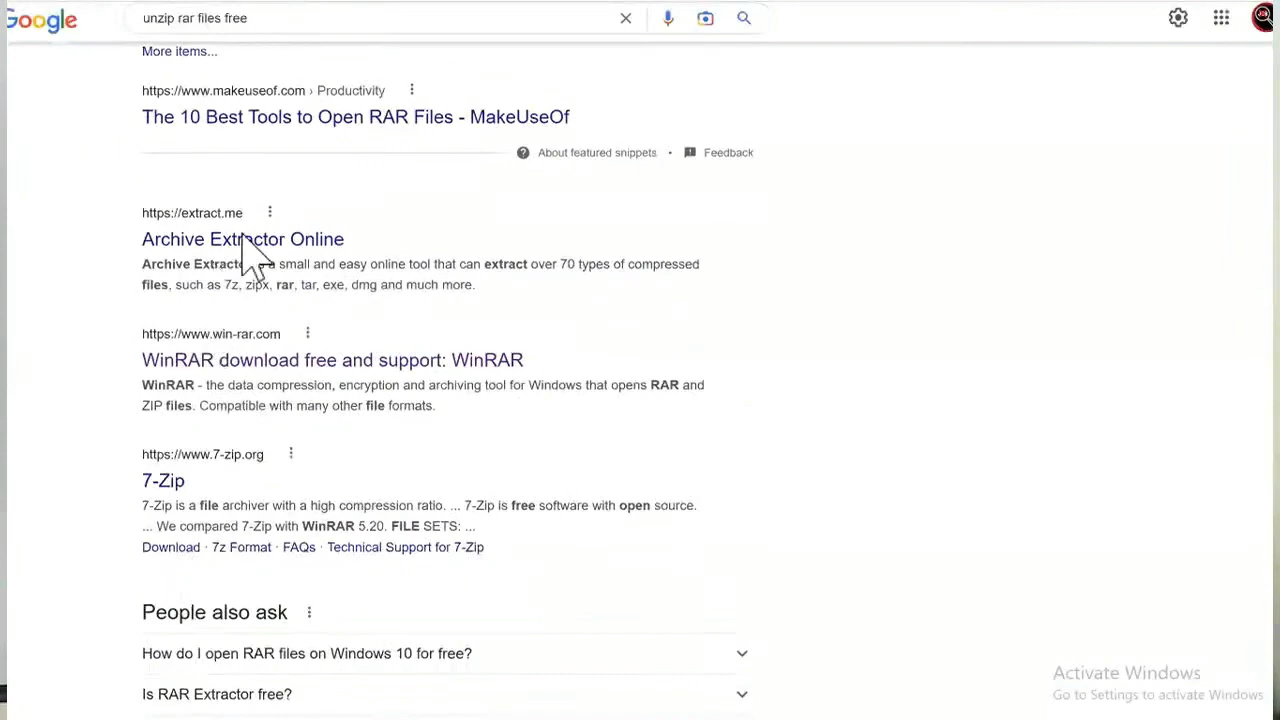 Google
unzip rar files free
More items...
https://www.makeuseof.com › Productivity
The 10 Best Tools to Open RAR Files - MakeUseOf
About featured snippets • Feedback
https://extract.me
Archive Extractor Online
Archive small and easy online tool that can extract over 70 types of compressed
files, such as 7z, zipx, rar, tar, exe, dmg and much more.
https://www.win-rar.com
WinRAR download free and support: WinRAR
WinRAR - the data compression, encryption and archiving tool for Windows that opens RAR and
ZIP files. Compatible with many other file formats.
https://www.7-zip.org
7-Zip
7-Zip is a file archiver with a high compression ratio. ... 7-Zip is free software with open source.
... We compared 7-Zip with WinRAR 5.20. FILE SETS: ...
Download · 7z Format · FAQs · Technical Support for 7-Zip
People also ask
How do I open RAR files on Windows 10 for free?
Is RAR Extractor free?
Activate Windows
Go to Settings to activate Windows